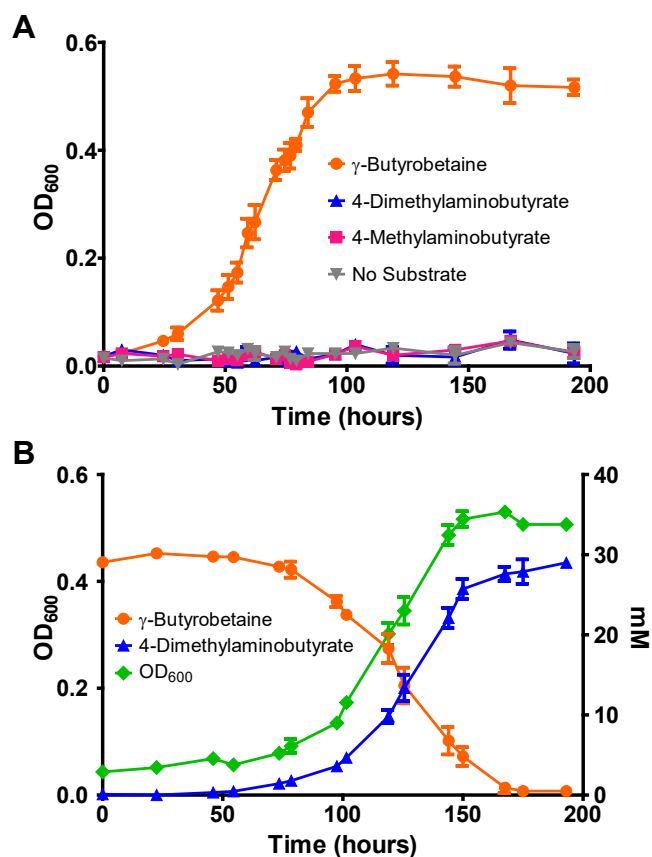 A
0.6
0.4
0.2
0.0
OD600
γ-Butyrobetaine
4-Dimethylaminobutyrate
4-Methylaminobutyrate
No Substrate
0 50 100 150 200
Time (hours)
B
0.6
0.4
0.2
0.0
OD600
γ-Butyrobetaine
4-Dimethylaminobutyrate
OD600
40
30
20
10
0
mM
0 50 100 150 200
Time (hours)